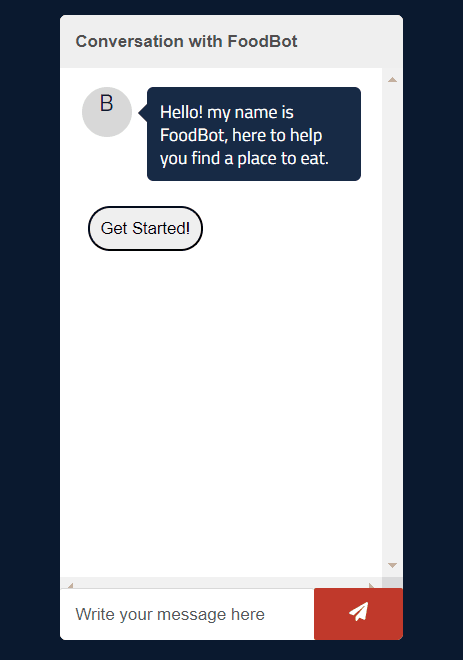 Conversation with FoodBot
B
Hello! my name is
FoodBot, here to help
you find a place to eat.
Get Started!
Write your message here